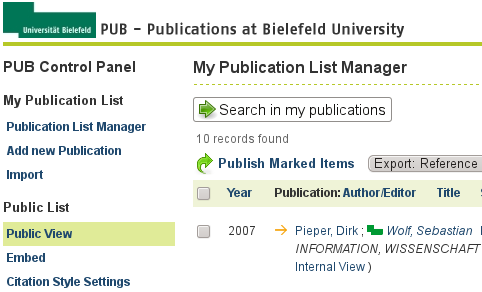 Universität Bielefeld
PUB - Publications at Bielefeld University
PUB Control Panel
My Publication List
Publication List Manager
Add new Publication
Import
Public List
Public View
Embed
Citation Style Settings
My Publication List Manager
Search in my publications
10 records found
Publish Marked Items Export: Reference
Year Publication: Author/Editor Title
2007 → Pieper, Dirk ; Wolf, Sebastian
INFORMATION, WISSENSCHAFT
Internal View )